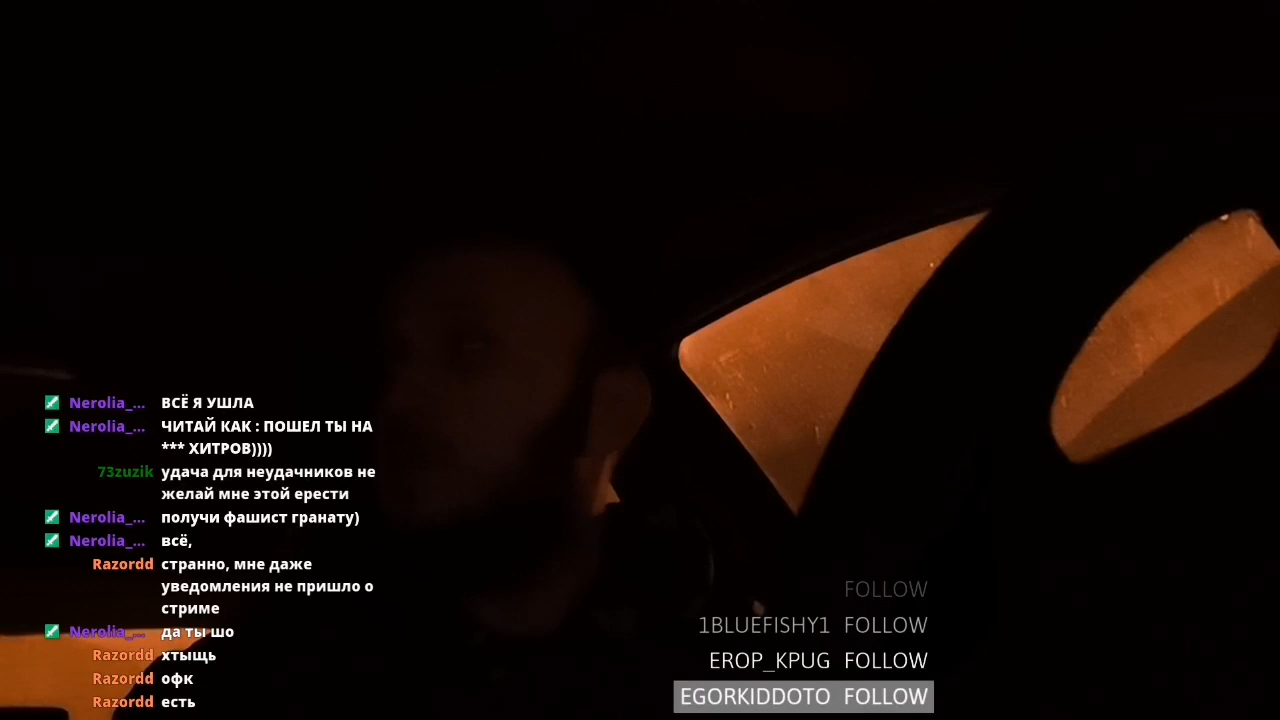 Nerolia_... ВСЁ Я УШЛА
Nerolia_... ЧИТАЙ КАК : ПОШЕЛ ТЫ НА
*** ХИТРОВ))))
73zuzik удача для неудачников не
желай мне этой ерести
Nerolia_... получи фашист гранату)
Nerolia_... всё,
Razordd странно, мне даже
уведомления не пришло о
стриме
Nerolia_... да ты шо
Razordd хтыщь
Razordd офк
Razordd есть
FOLLOW
1BLUEFISHY1 FOLLOW
EROP_KPUG FOLLOW
EGORKIDDOTO FOLLOW